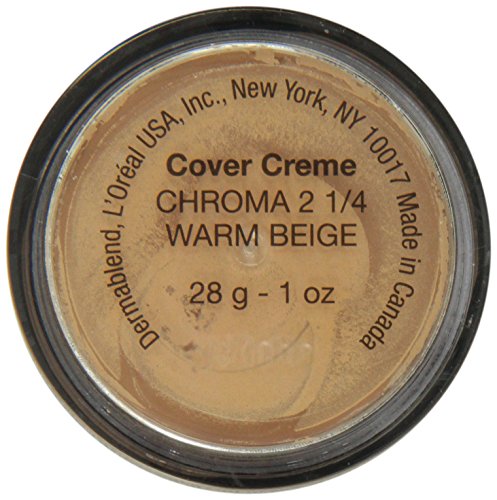 Dermablend, L'Oréal USA, Inc., New York, NY 10017 Made in Canada
Cover Creme
CHROMA 2 1/4
WARM BEIGE
28 g - 1 oz